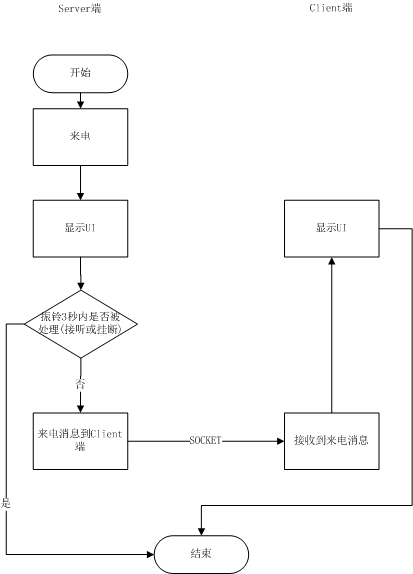 Server端
Client端
开始
来电
显示UI
显示UI
振铃3秒内是否被
处理(接听或挂断)
否
来电消息到Client
端
SOCKET
接收到来电消息
是
结束